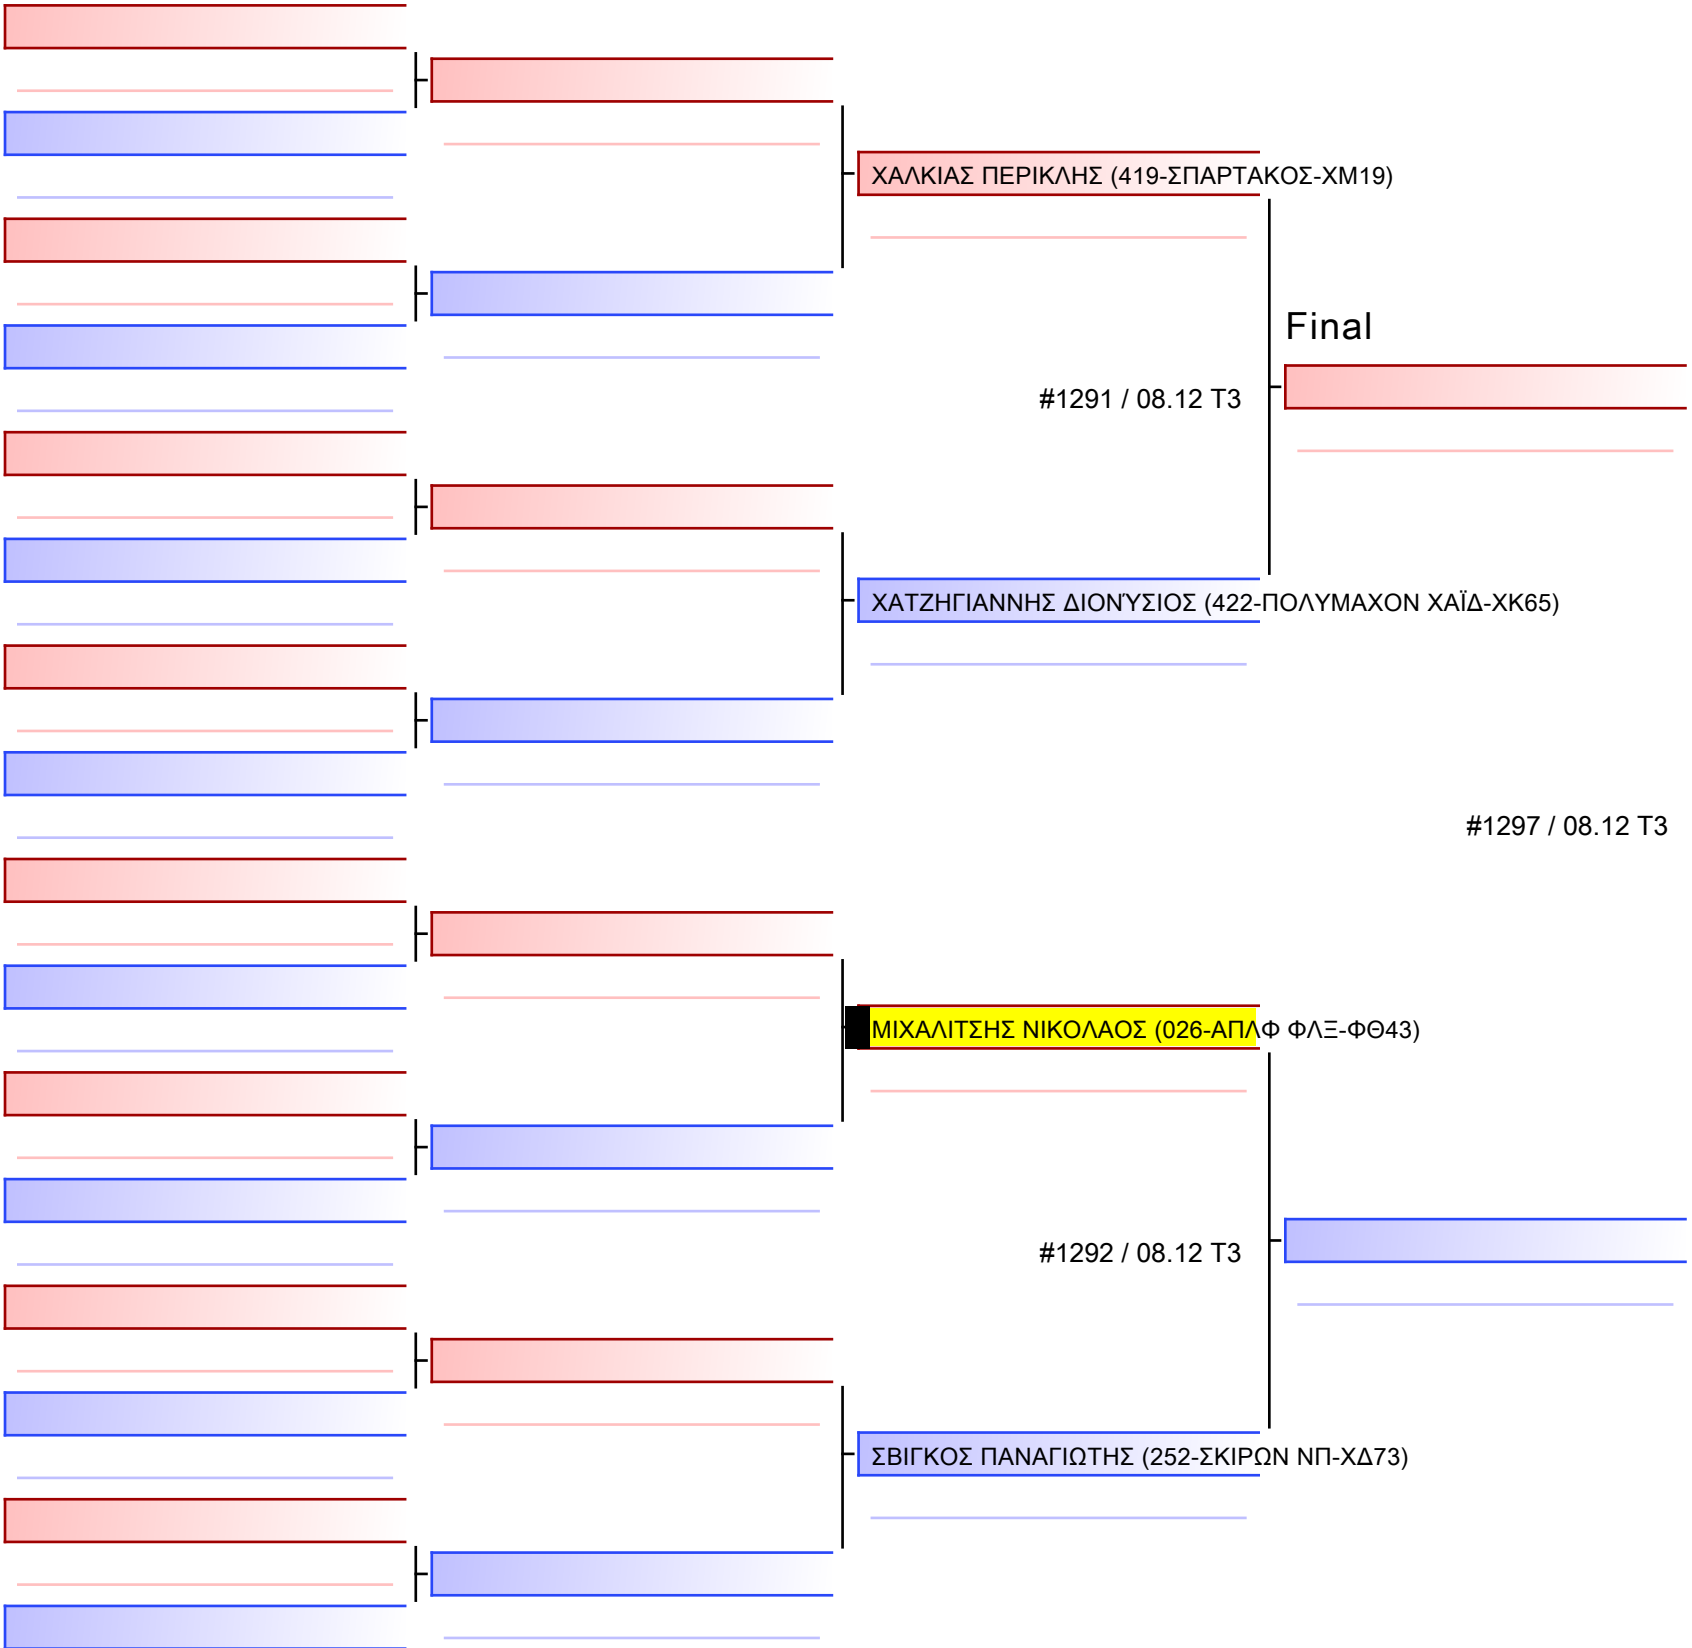 ΧΑΛΚΙΑΣ ΠΕΡΙΚΛΗΣ (419-ΣΠΑΡΤΑΚΟΣ-ΧΜ19)
Final
#1291 / 08.12 T3
ΧΑΤΖΗΓΙΑΝΝΗΣ ΔΙΟΝΎΣΙΟΣ (422-ΠΟΛΥΜΑΧΟΝ ΧΑΪΔ-ΧΚ65)
#1297 / 08.12 T3
ΜΙΧΑΛΙΤΣΗΣ ΝΙΚΟΛΑΟΣ (026-ΑΠΛΦ ΦΛΞ-ΦΘ43)
#1292 / 08.12 T3
ΣΒΙΓΚΟΣ ΠΑΝΑΓΙΩΤΗΣ (252-ΣΚΙΡΩΝ ΝΠ-ΧΔ73)